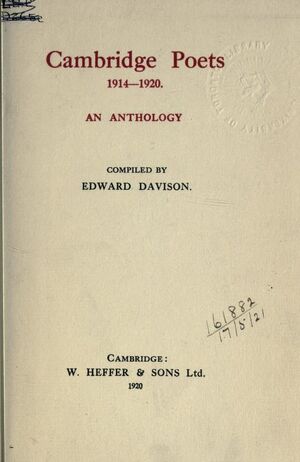 Cambridge Poets
1914—1920.
AN ANTHOLOGY
COMPILED BY
EDWARD DAVISON.
161882
17/8/21
CAMBRIDGE:
W. HEFFER & SONS Ltd.
1920